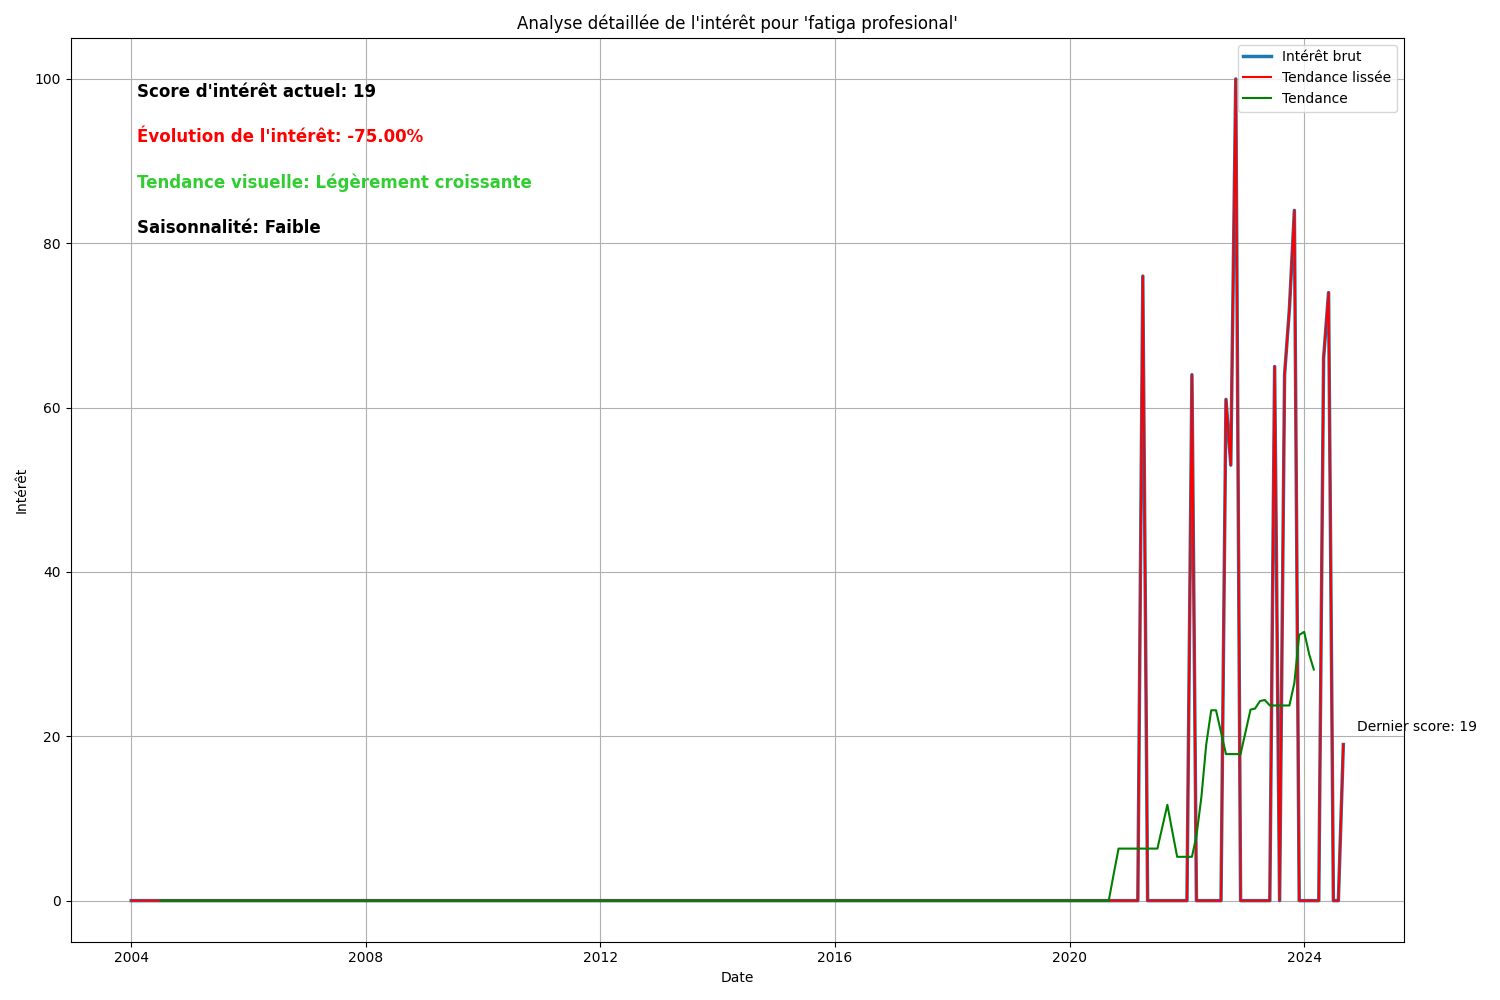 Analyse détaillée de l'intérêt pour 'fatiga profesional'
Intérêt brut
Tendance lissée
Tendance
Score d'intérêt actuel: 19
Évolution de l'intérêt: -75.00%
Tendance visuelle: Légèrement croissante
Saisonnalité: Faible
100
80
60
40
20
0
Intérêt
Dernier score: 19
2004
2008
2012
2016
2020
2024
Date